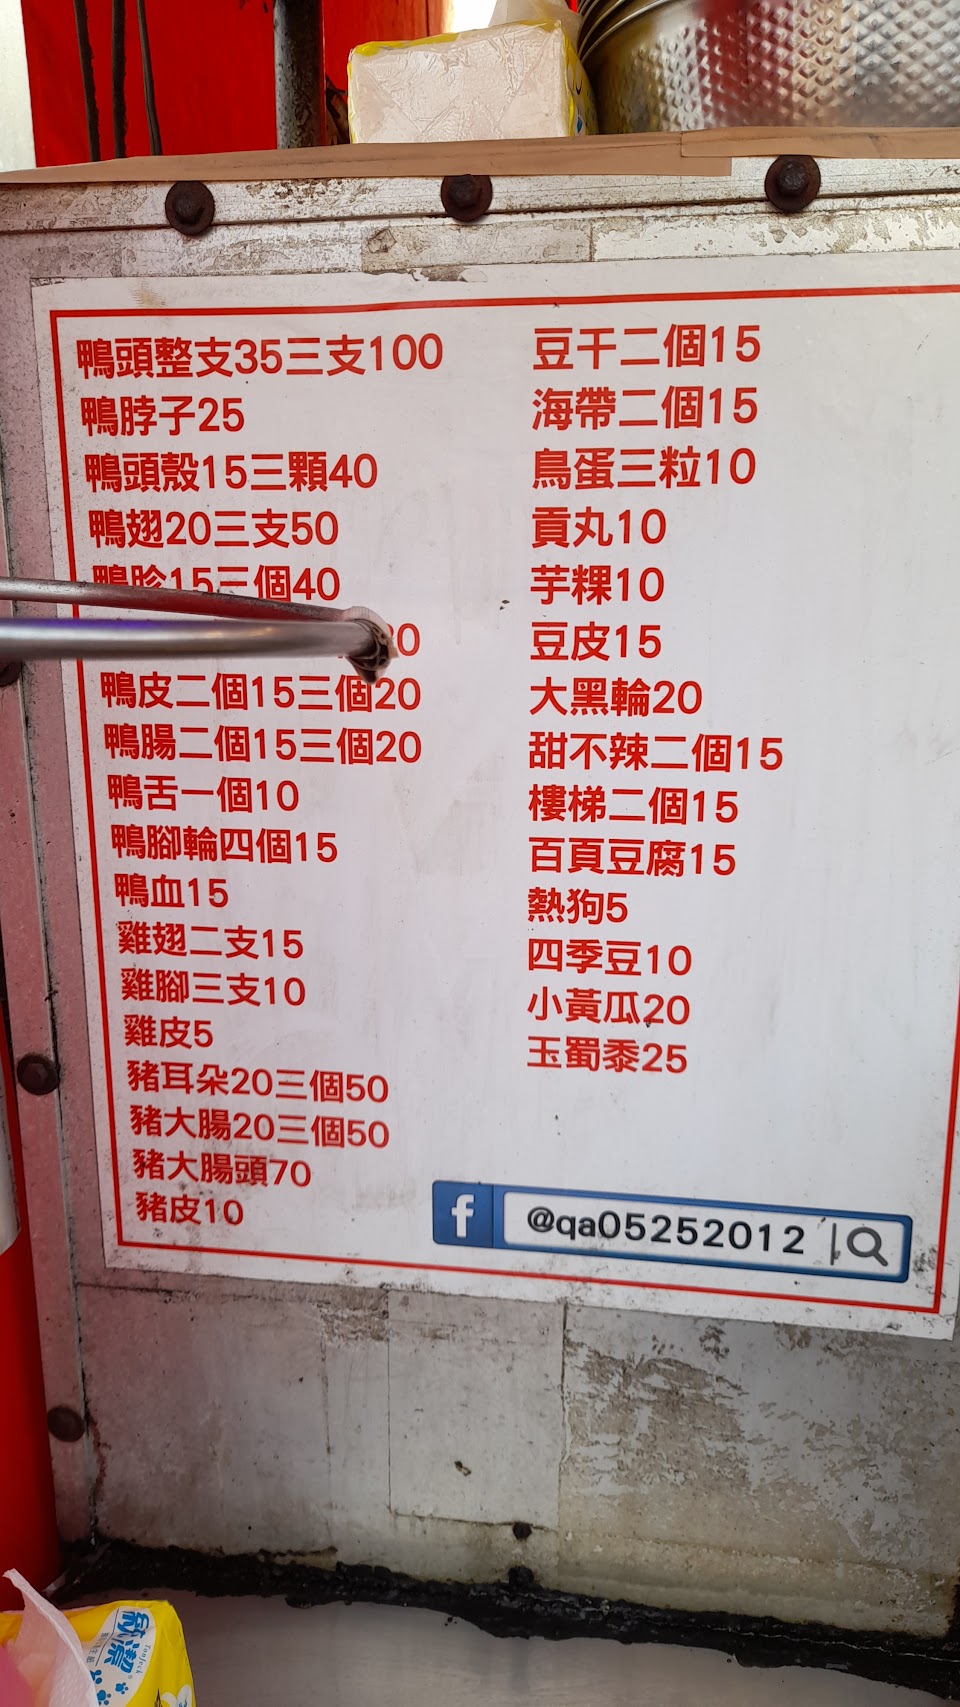 鴨頭整支35三支100
鴨脖子25
鴨頭殼15三顆40
鴨翅20三支50
鴨胗15三個40
0
鴨皮二個15三個20
鴨腸二個15三個20
鴨舌一個10
鴨腳輪四個15
鴨血15
雞翅二支15
雞腳三支10
雞皮5
豬耳朵20三個50
豬大腸20三個50
豬大腸頭70
豬皮10
豆干二個15
海帶二個15
鳥蛋三粒10
貢丸10
芋粿10
豆皮15
大黑輪20
甜不辣二個15
樓梯二個15
百頁豆腐15
熱狗5
四季豆10
小黃瓜20
玉蜀黍25
f @qa05252012
敏潔